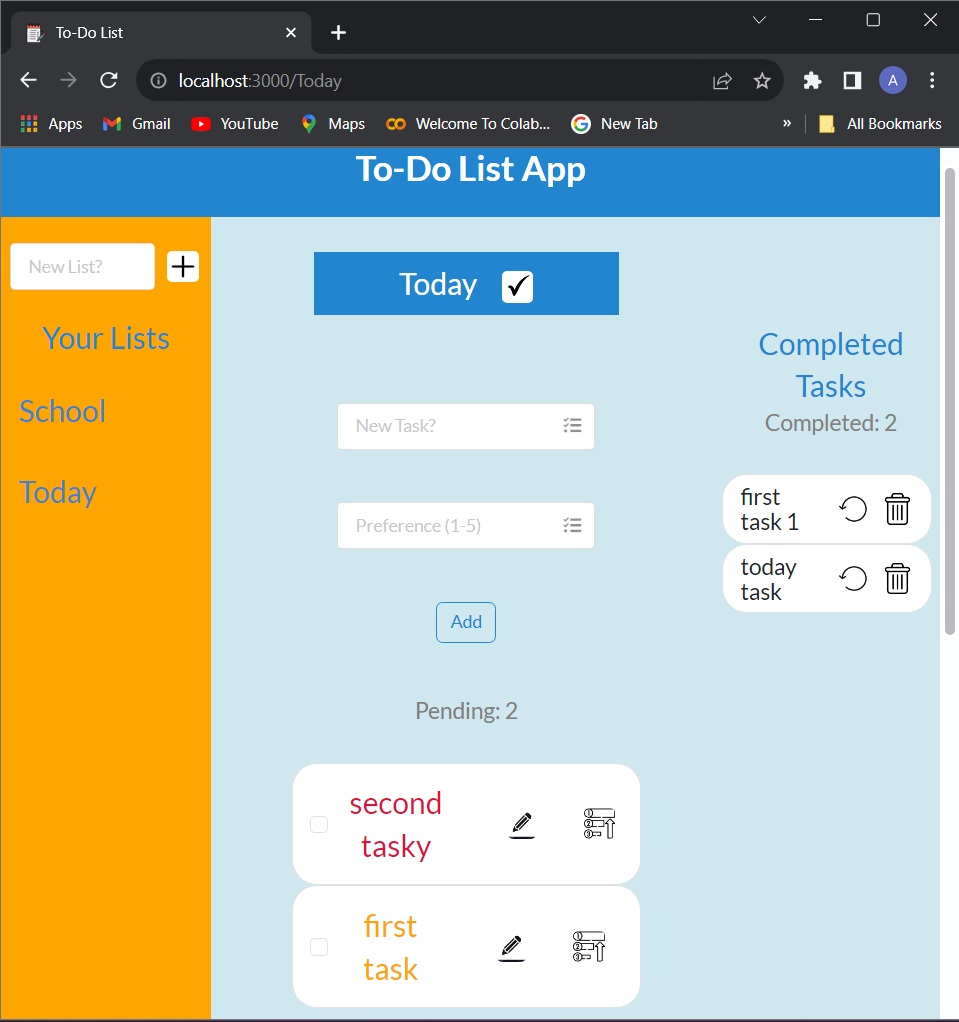 To-Do List
localhost:3000/Today
A
Apps
Gmail
YouTube
Maps
Welcome To Colab...
New Tab
»
All Bookmarks
To-Do List App
New List?
Your Lists
School
Today
Today
New Task?
Preference (1-5)
Add
Pending: 2
second
tasky
first
task
Completed
Tasks
Completed: 2
first
task 1
today
task